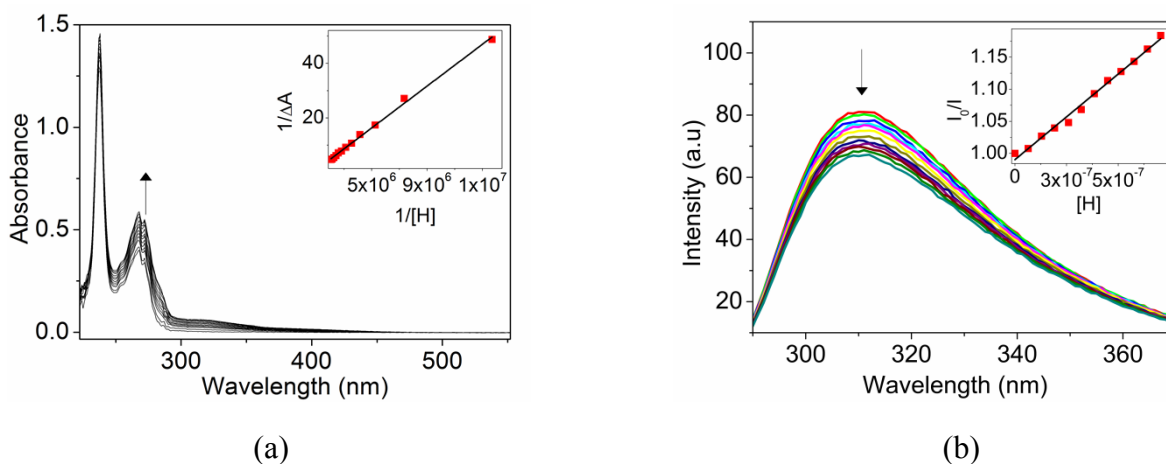 1.5
1.0
0.5
0.0
Absorbance
300
400
500
Wavelength (nm)
40
20
1/ΔA
5x10⁶ 9x10⁶ 1x10⁷
1/[H]
(a)
100
80
60
40
20
Intensity (a.u)
300 320 340 360
Wavelength (nm)
1.15
1.10
1.05
1.00
I₀/I
0 3x10⁻⁷ 5x10⁻⁷
[H]
(b)